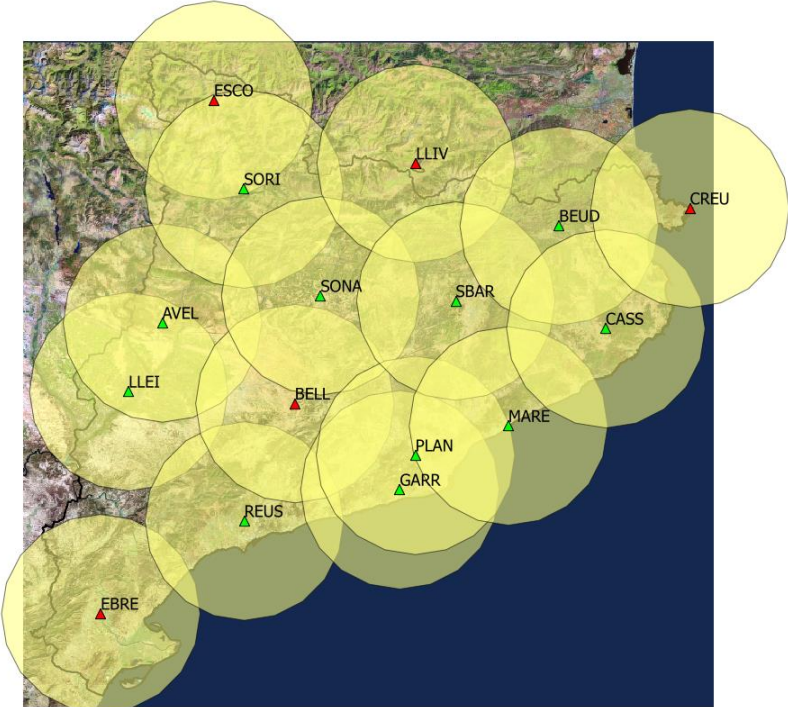 ESCO
LLIV
SORI
CREU
BEUD
SONA
SBAR
AVEL
CASS
LLEI
BELL
MARE
PLAN
GARR
REUS
EBRE